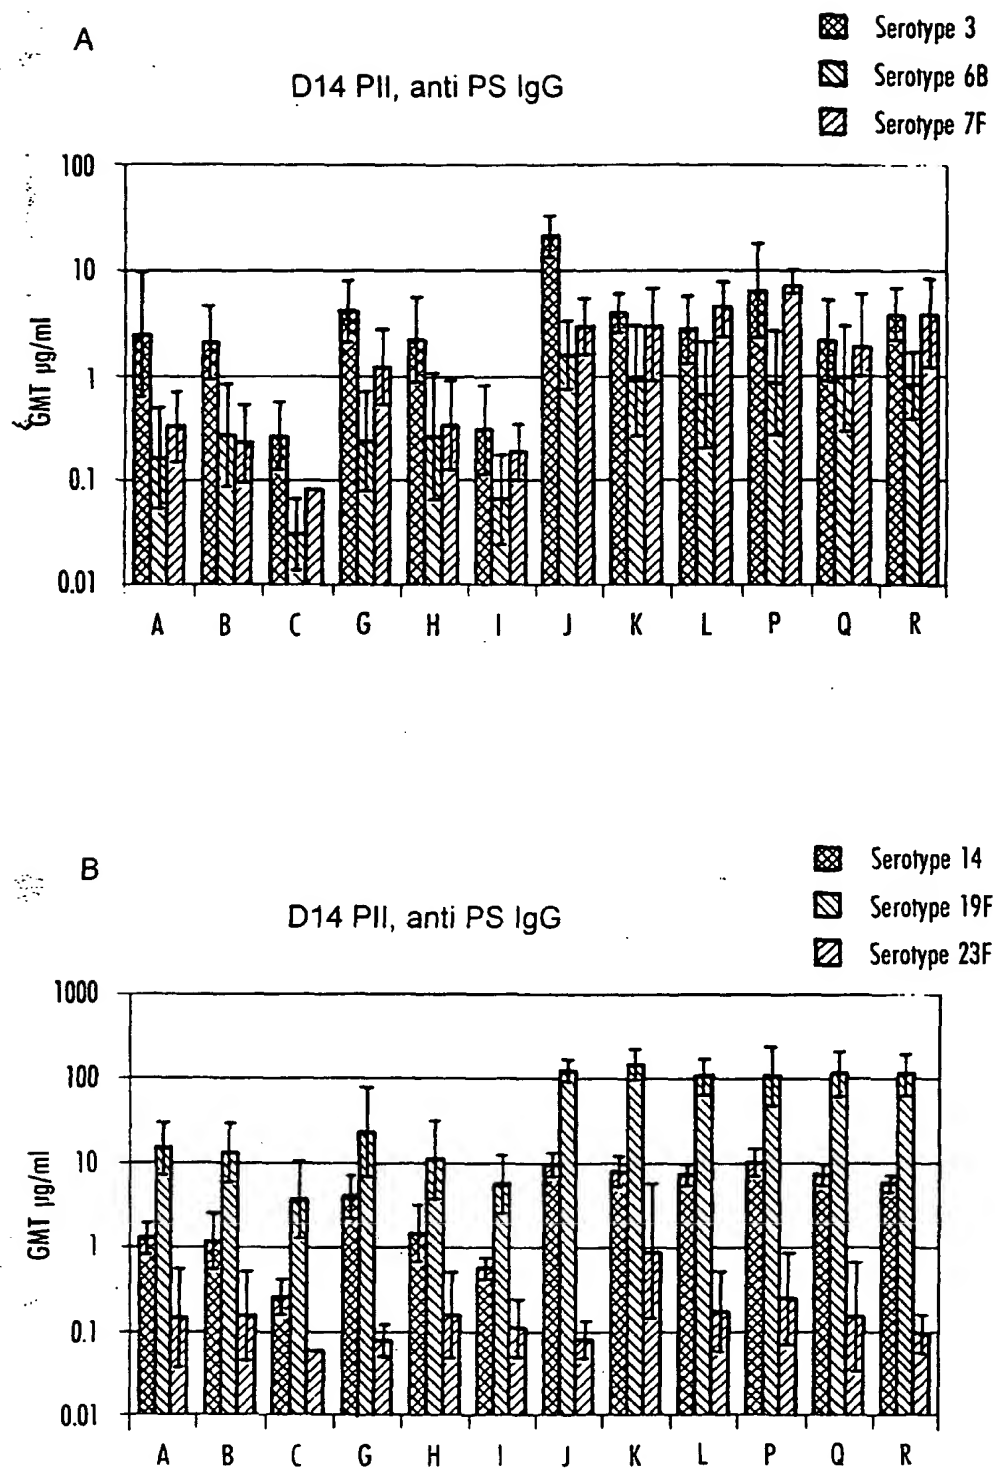 A
Serotype 3
Serotype 6B
Serotype 7F
D14 PII, anti PS IgG
GMT µg/ml
100
10
1
0.1
0.01
A B C G H I J K L P Q R
B
Serotype 14
Serotype 19F
Serotype 23F
D14 PII, anti PS IgG
GMT µg/ml
1000
100
10
1
0.1
0.01
A B C G H I J K L P Q R